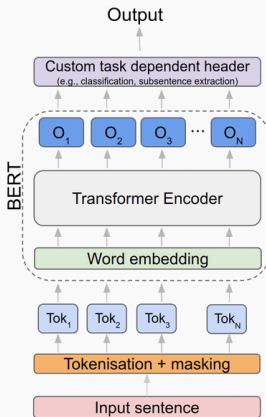 Output
Custom task dependent header
(e.g., classification, subsentence extraction)
O1 O2 O3 ... ON
BERT
Transformer Encoder
Word embedding
Tok1 Tok2 Tok3 TokN
Tokenisation + masking
Input sentence